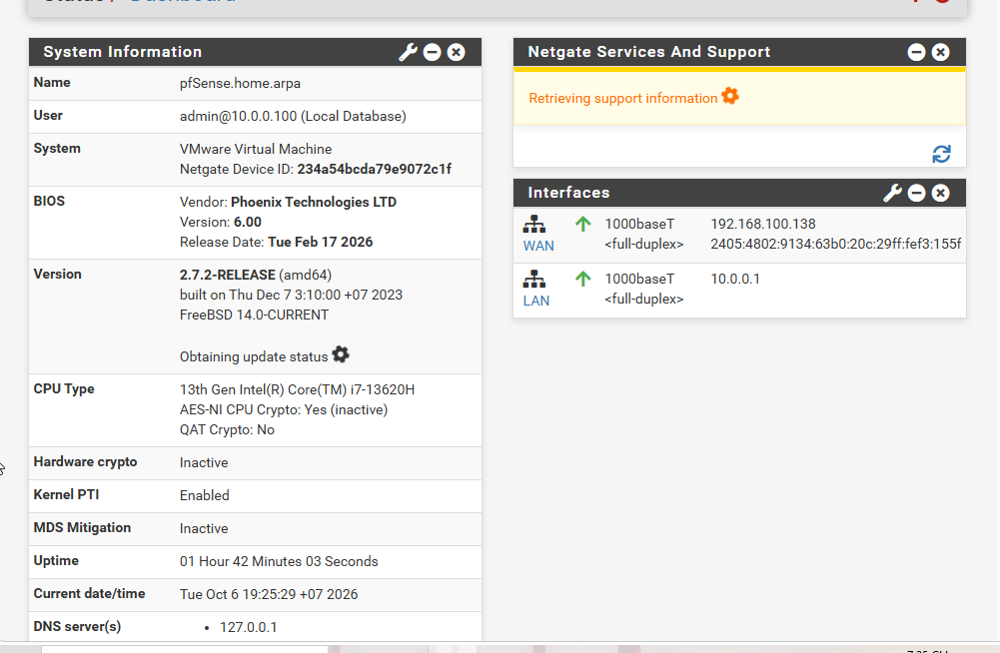 System Information
Name pfSense.home.arpa
User admin@10.0.0.100 (Local Database)
System VMware Virtual Machine
Netgate Device ID: 234a54bcda79e9072c1f
BIOS Vendor: Phoenix Technologies LTD
Version: 6.00
Release Date: Tue Feb 17 2026
Version 2.7.2-RELEASE (amd64)
built on Thu Dec 7 3:10:00 +07 2023
FreeBSD 14.0-CURRENT
Obtaining update status
CPU Type 13th Gen Intel(R) Core(TM) i7-13620H
AES-NI CPU Crypto: Yes (inactive)
QAT Crypto: No
Hardware crypto Inactive
Kernel PTI Enabled
MDS Mitigation Inactive
Uptime 01 Hour 42 Minutes 03 Seconds
Current date/time Tue Oct 6 19:25:29 +07 2026
DNS server(s) • 127.0.0.1
Netgate Services And Support
Retrieving support information
Interfaces
WAN 1000baseT <full-duplex> 192.168.100.138
2405:4802:9134:63b0:20c:29ff:fef3:155f
LAN 1000baseT <full-duplex> 10.0.0.1